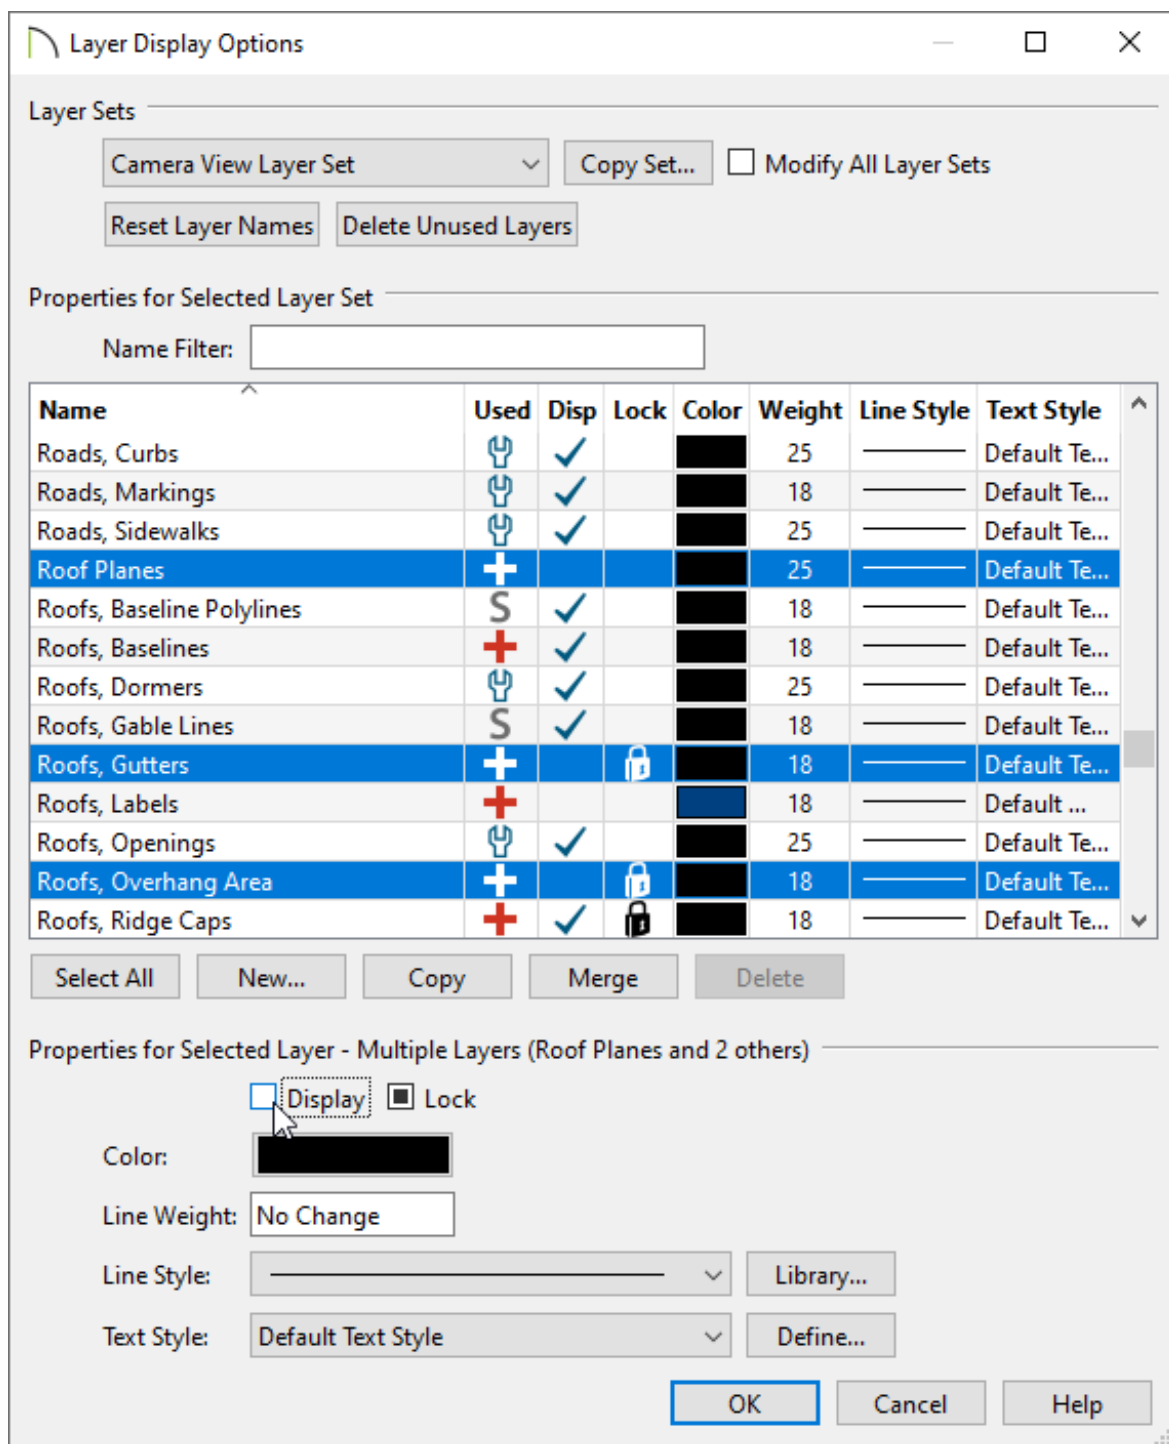 Layer Display Options
Layer Sets
Camera View Layer Set Copy Set... Modify All Layer Sets
Reset Layer Names Delete Unused Layers
Properties for Selected Layer Set
Name Filter:
Name Used Disp Lock Color Weight Line Style Text Style
Roads, Curbs 25 Default Te...
Roads, Markings 18 Default Te...
Roads, Sidewalks 25 Default Te...
Roof Planes 25 Default Te...
Roofs, Baseline Polylines S 18 Default Te...
Roofs, Baselines 18 Default Te...
Roofs, Dormers 25 Default Te...
Roofs, Gable Lines S 18 Default Te...
Roofs, Gutters 18 Default Te...
Roofs, Labels 18 Default ...
Roofs, Openings 25 Default Te...
Roofs, Overhang Area 18 Default Te...
Roofs, Ridge Caps 18 Default Te...
Select All New... Copy Merge Delete
Properties for Selected Layer - Multiple Layers (Roof Planes and 2 others)
Display Lock
Color:
Line Weight: No Change
Line Style: Library...
Text Style: Default Text Style Define...
OK Cancel Help